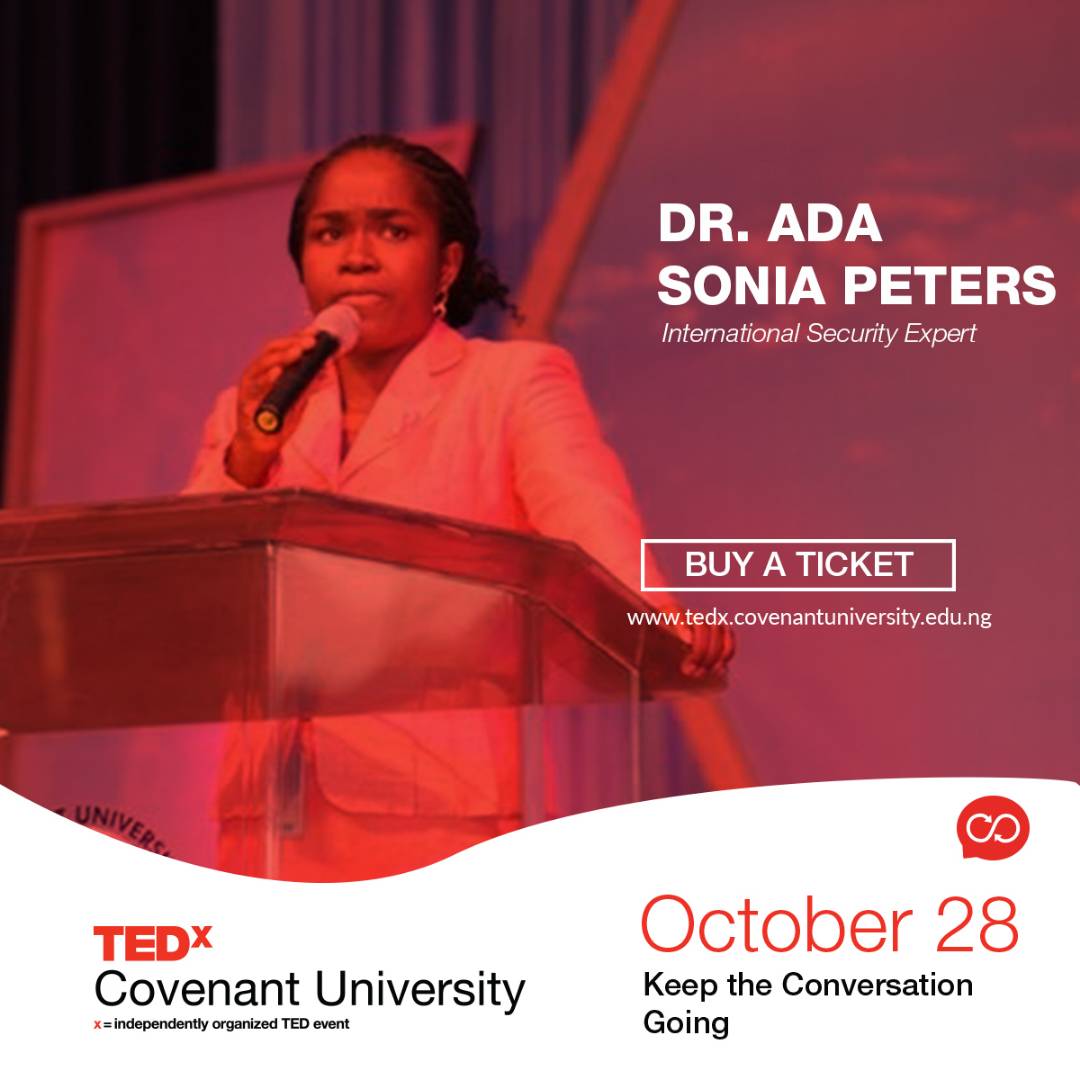 DR. ADA
SONIA PETERS
International Security Expert
BUY A TICKET
www.tedx.covenantuniversity.edu.ng
UNIVERS
TEDx
Covenant University
x = independently organized TED event
October 28
Keep the Conversation
Going